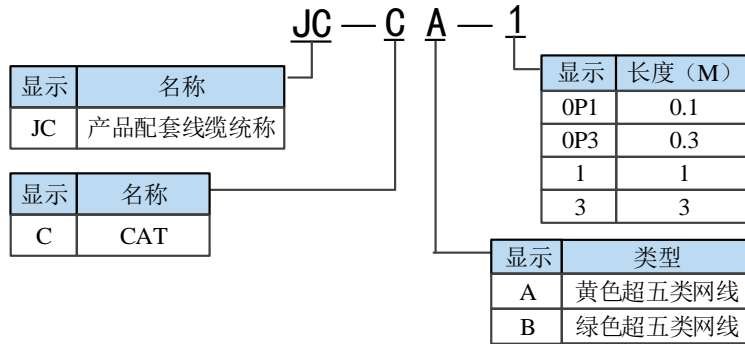 JC — C A — 1
显示 名称
JC 产品配套线缆统称
显示 名称
C CAT
显示 长度（M）
0P1 0.1
0P3 0.3
1 1
3 3
显示 类型
A 黄色超五类网线
B 绿色超五类网线